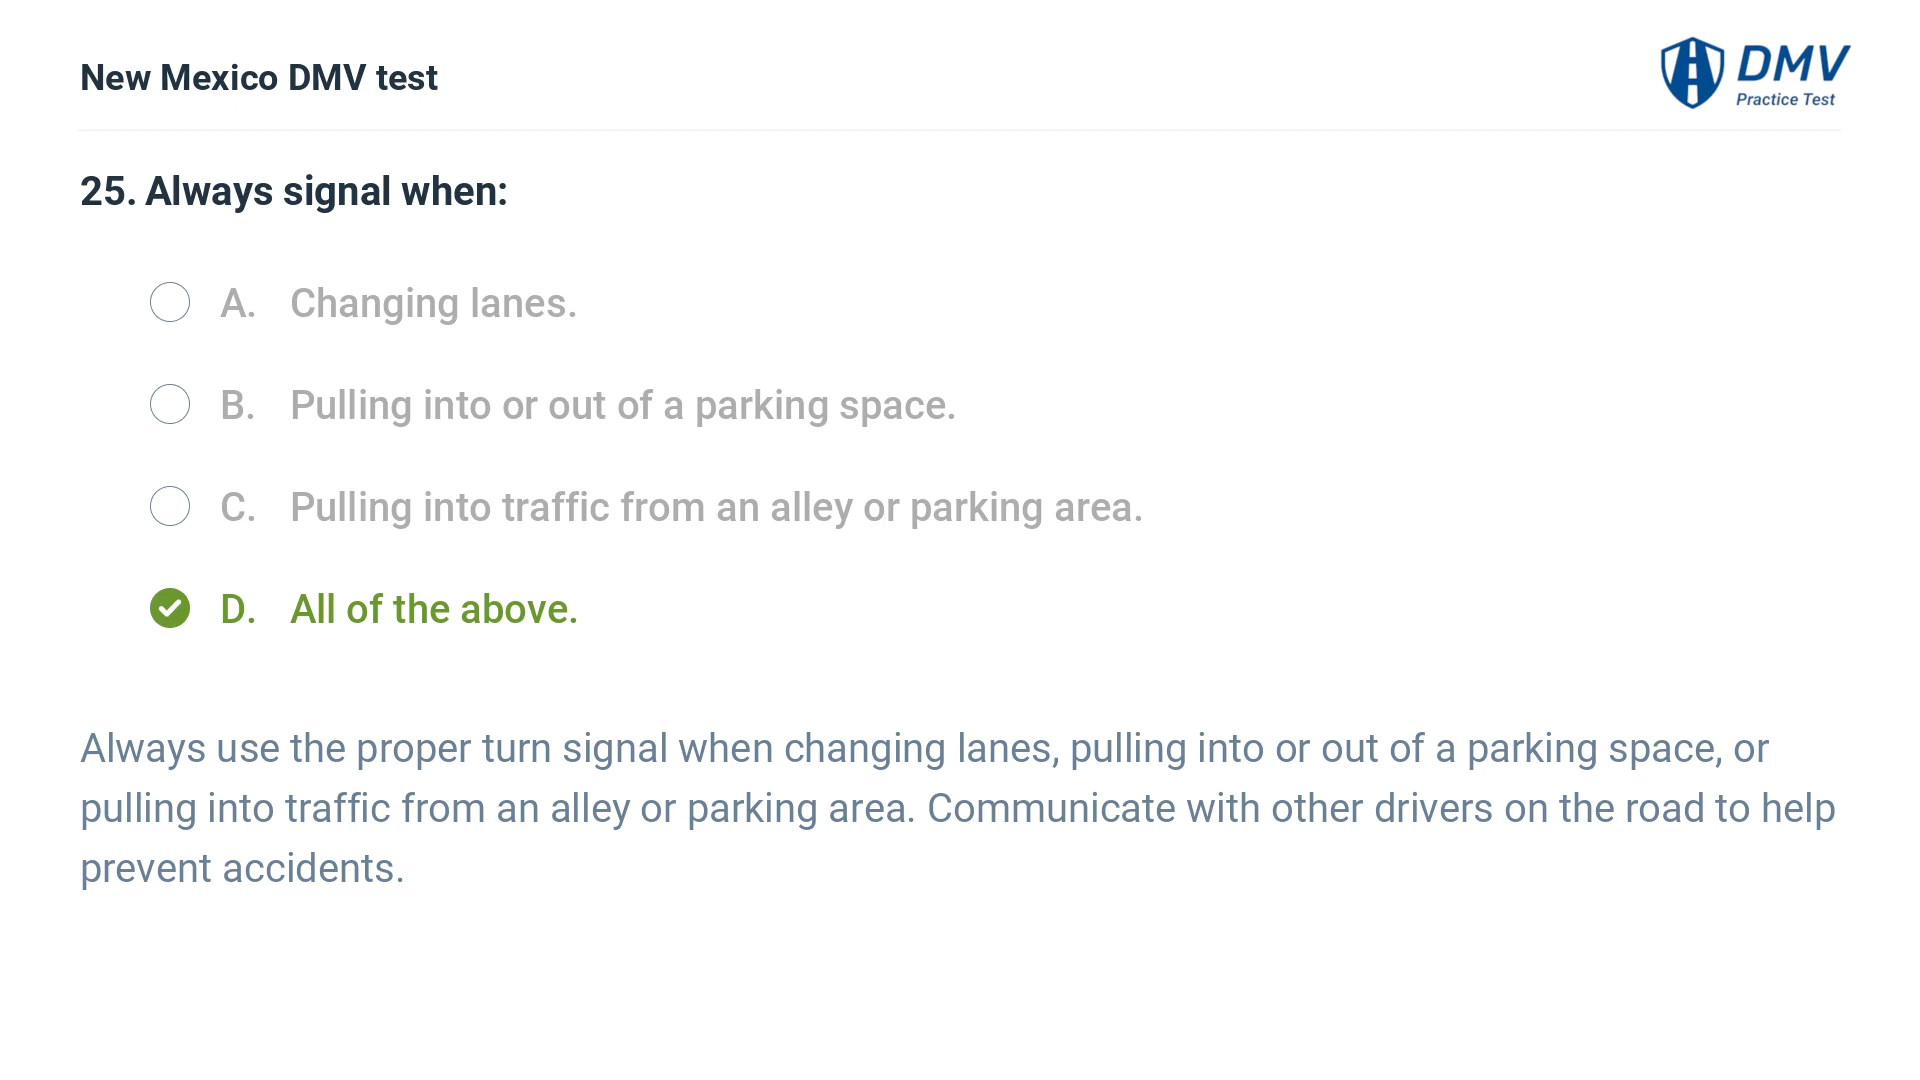 New Mexico DMV test
DMV
Practice Test
25. Always signal when:
A. Changing lanes.
B. Pulling into or out of a parking space.
C. Pulling into traffic from an alley or parking area.
D. All of the above.
Always use the proper turn signal when changing lanes, pulling into or out of a parking space, or
pulling into traffic from an alley or parking area. Communicate with other drivers on the road to help
prevent accidents.